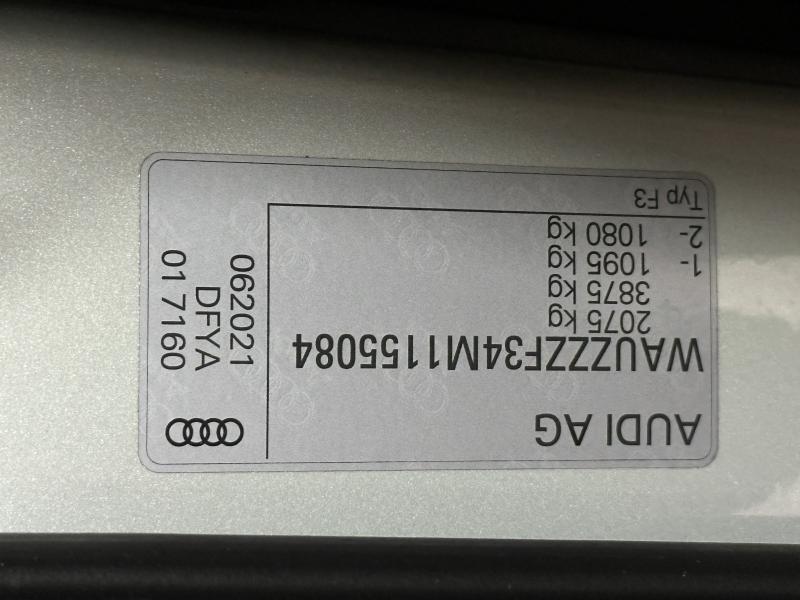 AUDI AG
WAUZZZF34M1155084
2075 kg
3875 kg
1- 1095 kg
2- 1080 kg
Typ F3
062021
DFYA
01 7160